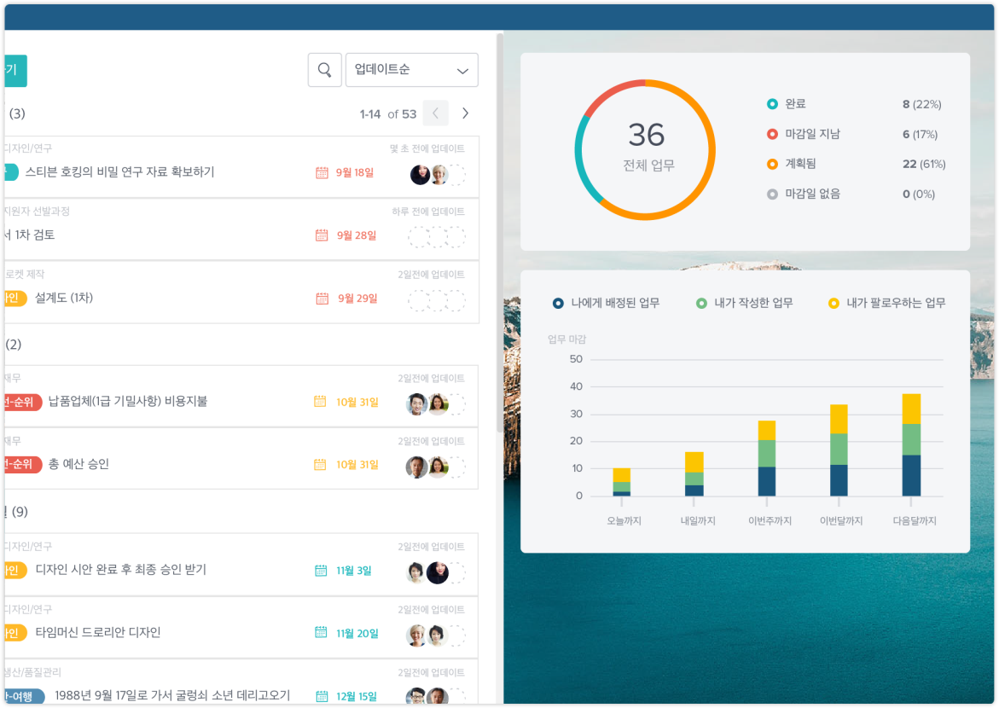 기
업데이트순
(3)
1-14 of 53
디자인/연구
몇 초 전에 업데이트
스티븐 호킹의 비밀 연구 자료 확보하기
9월 18일
지원자 선발과정
하루 전에 업데이트
서 1차 검토
9월 28일
로켓 제작
2일전에 업데이트
인
설계도 (1차)
9월 29일
(2)
재무
2일전에 업데이트
선-순위
납품업체(1급 기밀사항) 비용지불
10월 31일
재무
2일전에 업데이트
선-순위
총 예산 승인
10월 31일
(9)
디자인/연구
2일전에 업데이트
인
디자인 시안 완료 후 최종 승인 받기
11월 3일
디자인/연구
2일전에 업데이트
인
타임머신 드로리안 디자인
11월 20일
생산/품질관리
2일전에 업데이트
-여행
1988년 9월 17일로 가서 굴렁쇠 소년 데리고오기
12월 15일
36
전체 업무
완료 8 (22%)
마감일 지남 6 (17%)
계획됨 22 (61%)
마감일 없음 0 (0%)
나에게 배정된 업무 내가 작성한 업무 내가 팔로우하는 업무
업무 마감
50
40
30
20
10
0
오늘까지 내일까지 이번주까지 이번달까지 다음달까지